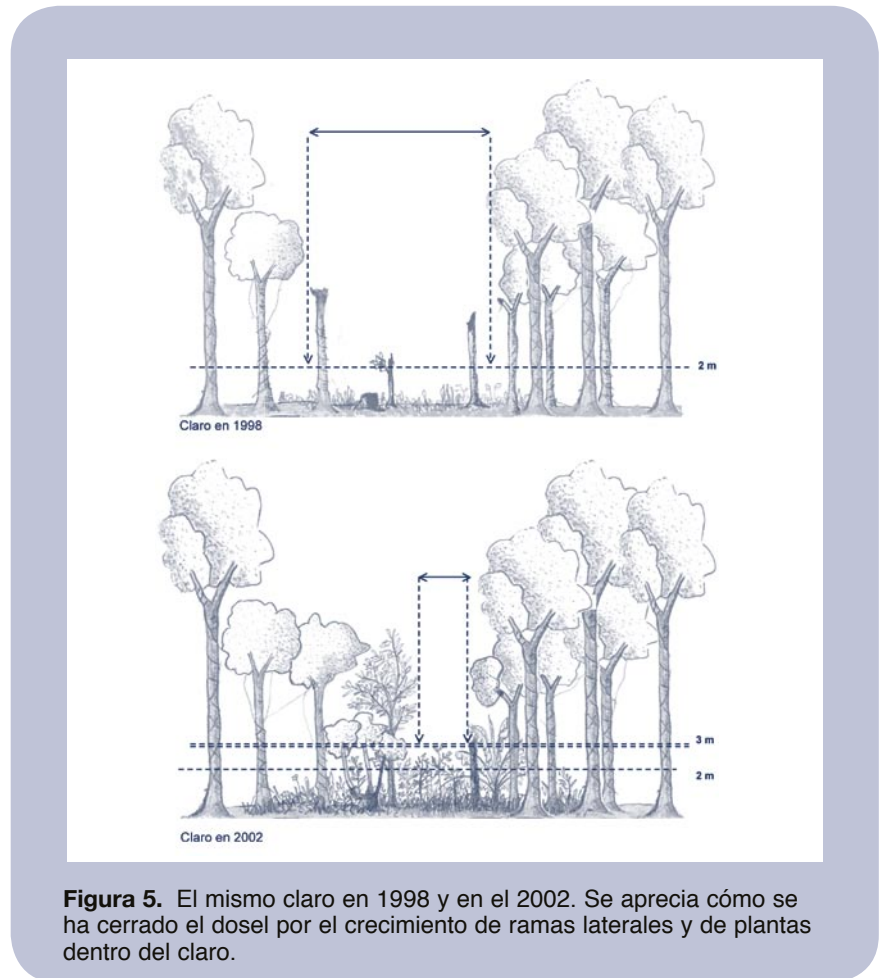 2 m
Claro en 1998
3 m
2 m
Claro en 2002
Figura 5. El mismo claro en 1998 y en el 2002. Se aprecia cómo se
ha cerrado el dosel por el crecimiento de ramas laterales y de plantas
dentro del claro.